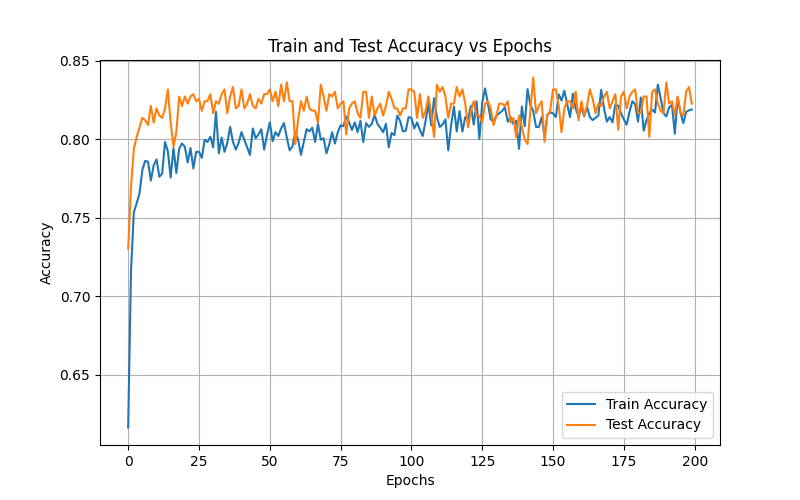 Train and Test Accuracy vs Epochs
0.85
0.80
0.75
0.70
0.65
Accuracy
Train Accuracy
Test Accuracy
0 25 50 75 100 125 150 175 200
Epochs